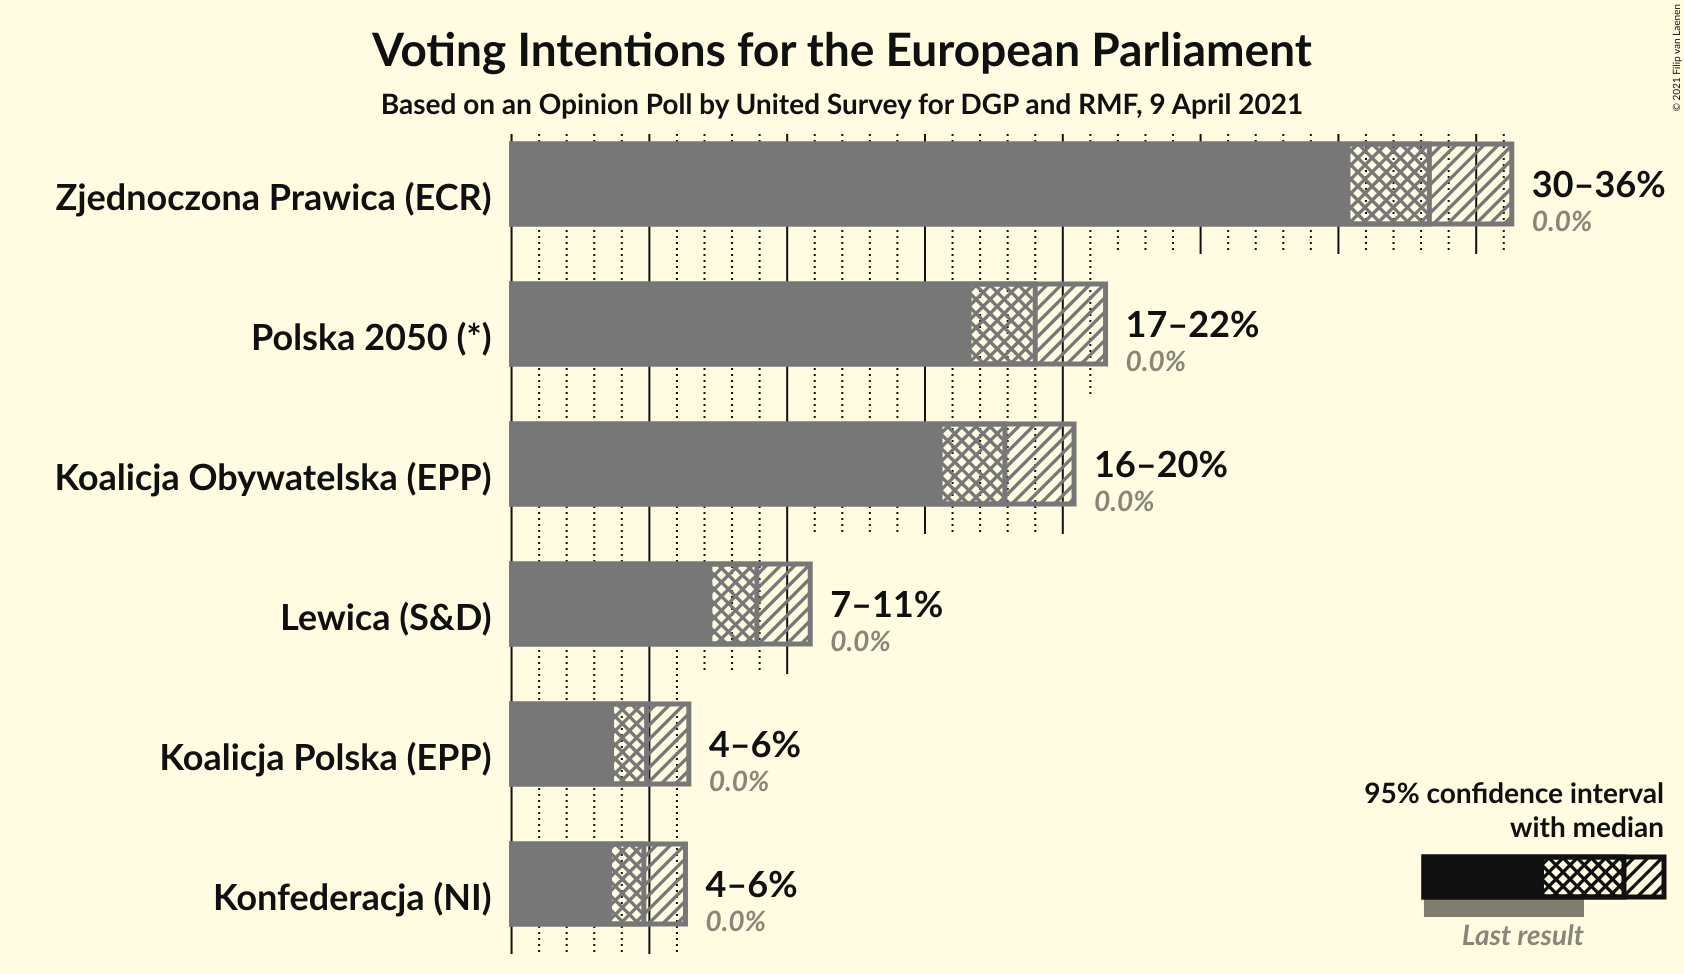 Voting Intentions for the European Parliament
Based on an Opinion Poll by United Survey for DGP and RMF, 9 April 2021
© 2021 Filip van Laenen
Zjednoczona Prawica (ECR)
30–36%
0.0%
Polska 2050 (*)
17–22%
0.0%
Koalicja Obywatelska (EPP)
16–20%
0.0%
Lewica (S&D)
7–11%
0.0%
Koalicja Polska (EPP)
4–6%
0.0%
Konfederacja (NI)
4–6%
0.0%
95% confidence interval
with median
Last result